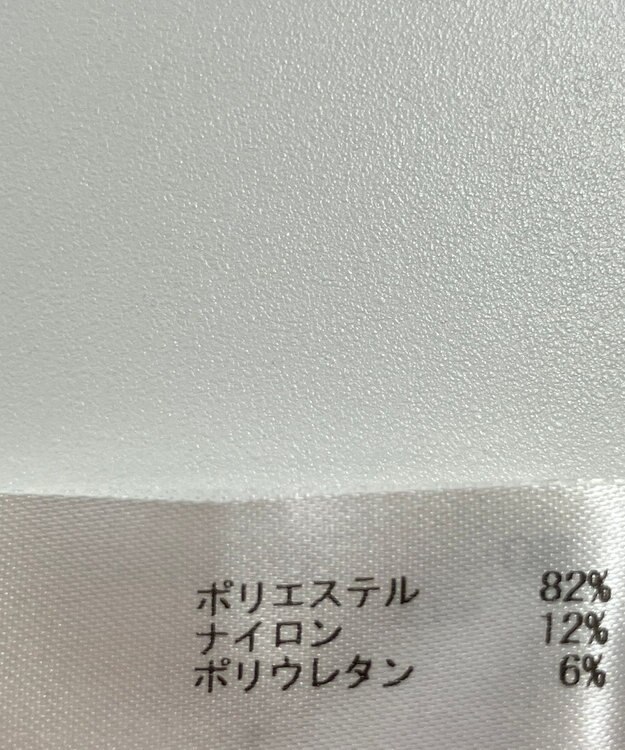 ポリエステル 82%
ナイロン 12%
ポリウレタン 6%